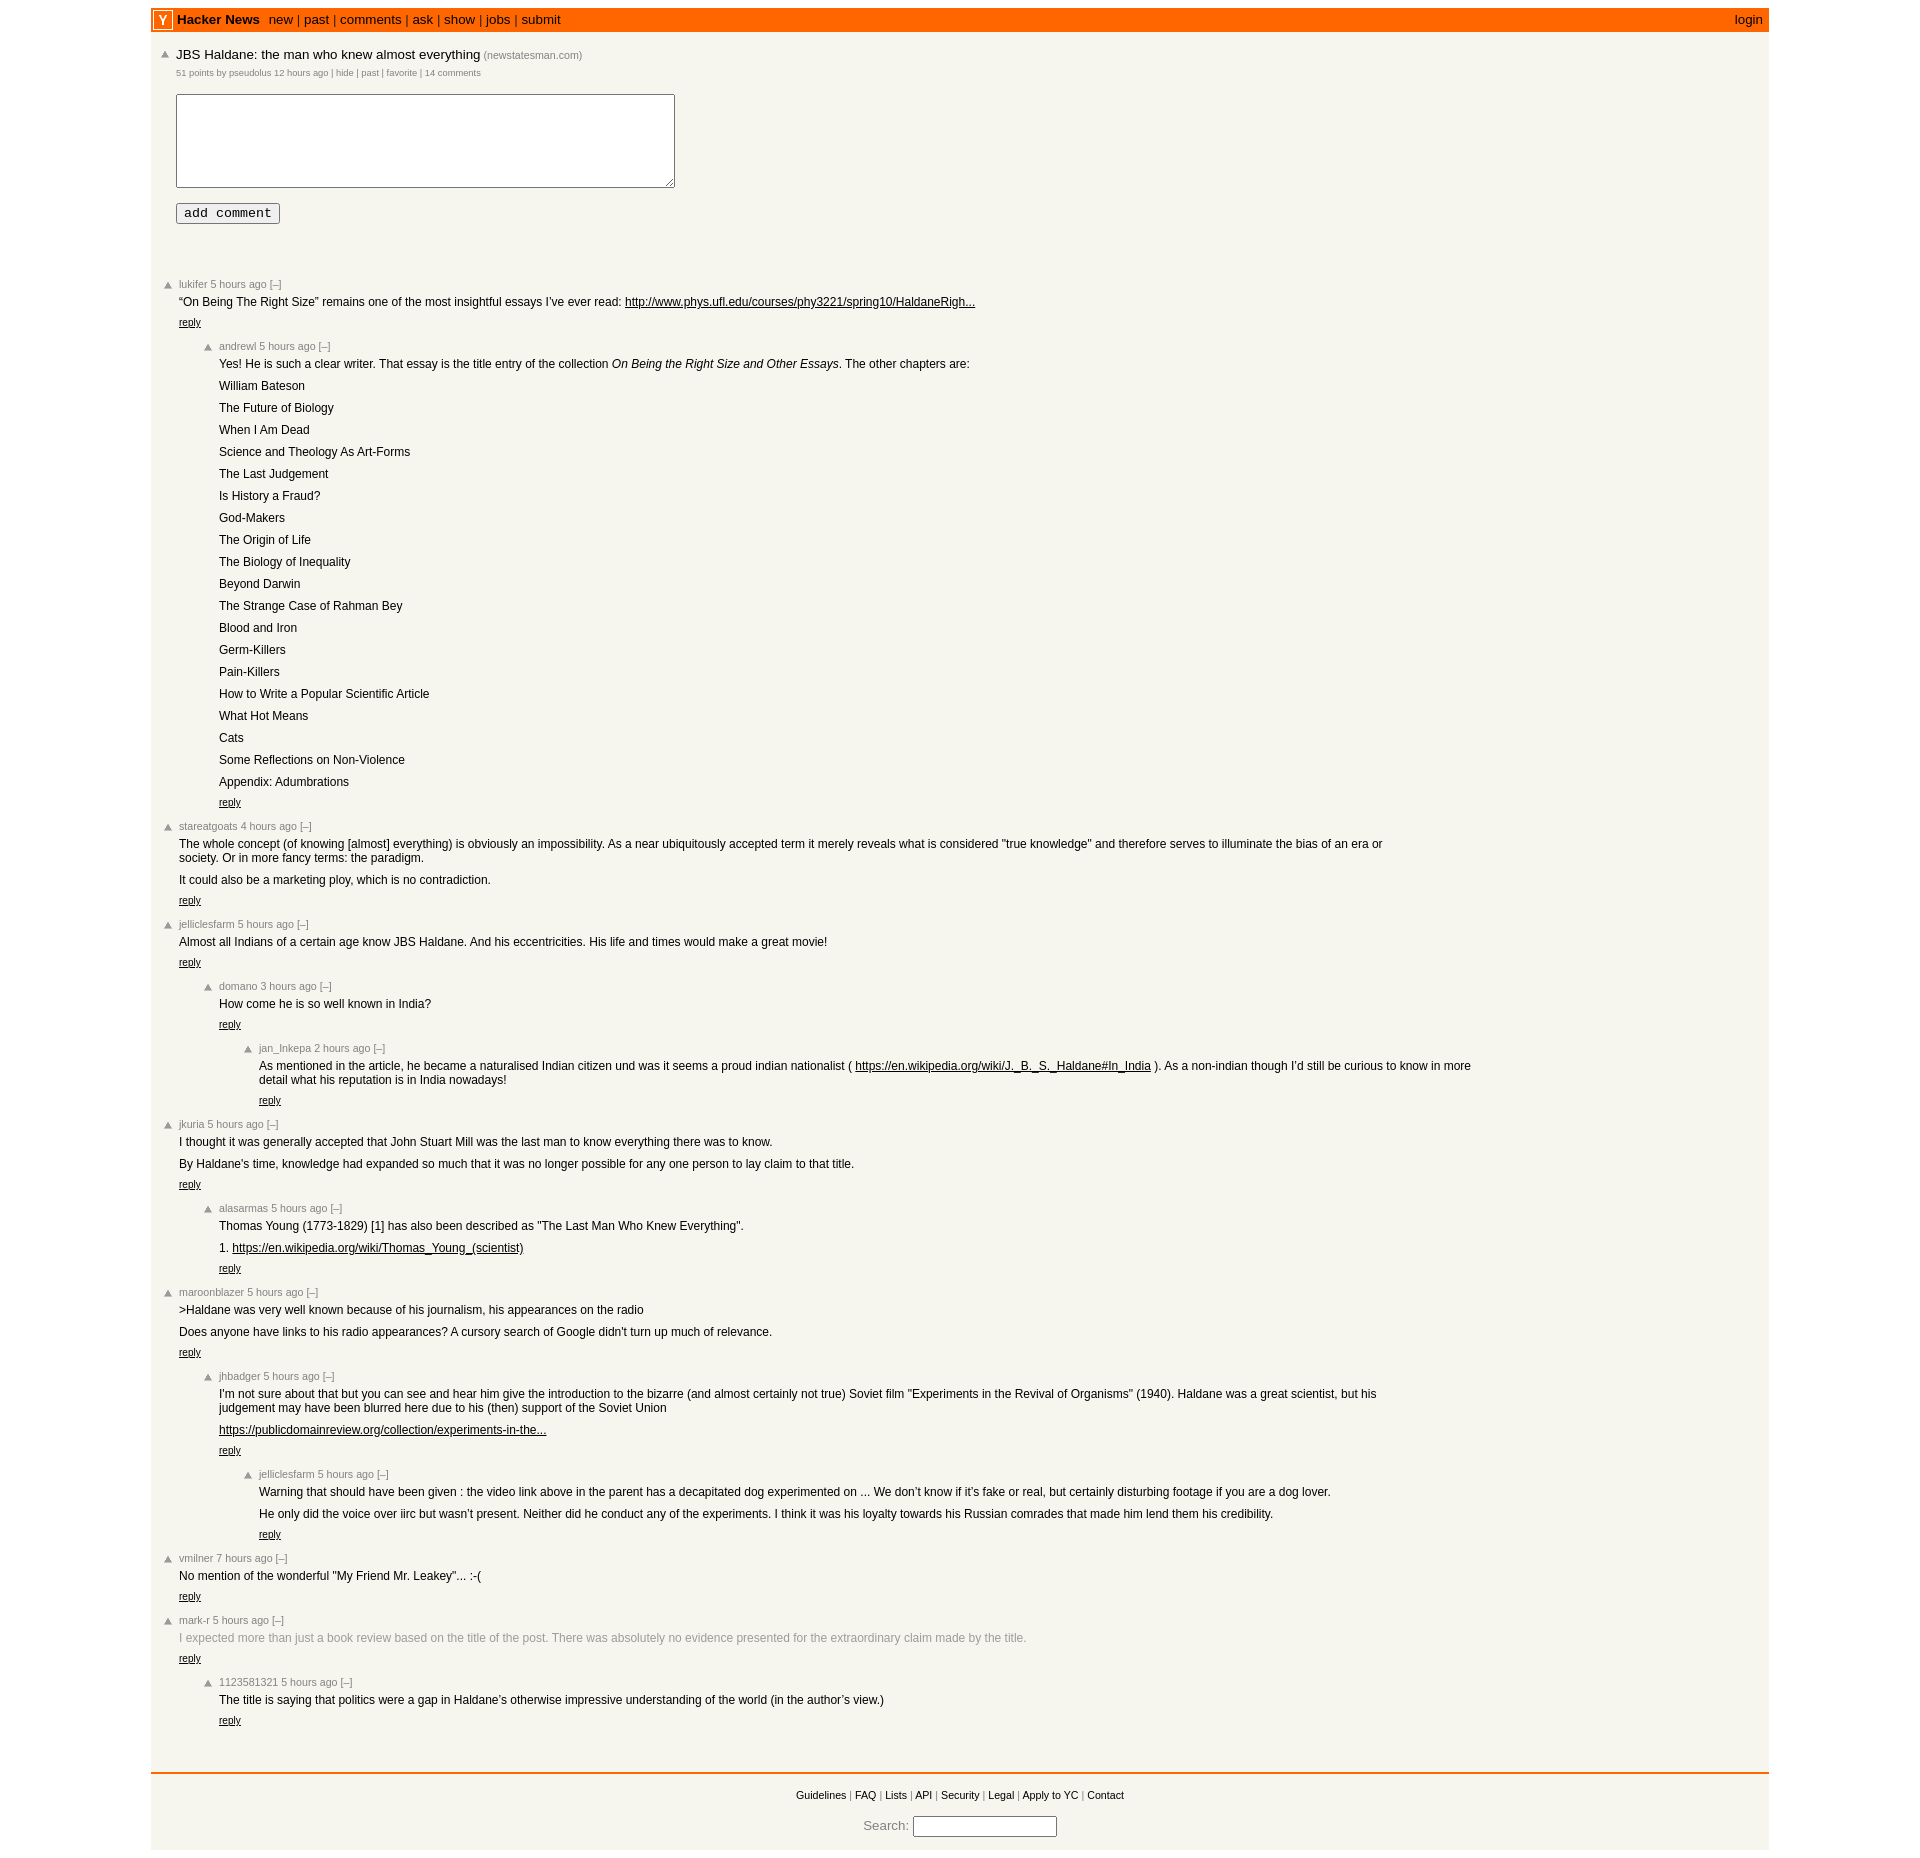 Y Hacker News new | past | comments | ask | show | jobs | submit login
JBS Haldane: the man who knew almost everything (newstatesman.com)
51 points by pseudolus 12 hours ago | hide | past | favorite | 14 comments
add comment
lukifer 5 hours ago [–]
“On Being The Right Size” remains one of the most insightful essays I’ve ever read: http://www.phys.ufl.edu/courses/phy3221/spring10/HaldaneRigh...
reply
andrewl 5 hours ago [–]
Yes! He is such a clear writer. That essay is the title entry of the collection On Being the Right Size and Other Essays. The other chapters are:
William Bateson
The Future of Biology
When I Am Dead
Science and Theology As Art-Forms
The Last Judgement
Is History a Fraud?
God-Makers
The Origin of Life
The Biology of Inequality
Beyond Darwin
The Strange Case of Rahman Bey
Blood and Iron
Germ-Killers
Pain-Killers
How to Write a Popular Scientific Article
What Hot Means
Cats
Some Reflections on Non-Violence
Appendix: Adumbrations
reply
stareatgoats 4 hours ago [–]
The whole concept (of knowing [almost] everything) is obviously an impossibility. As a near ubiquitously accepted term it merely reveals what is considered "true knowledge" and therefore serves to illuminate the bias of an era or
society. Or in more fancy terms: the paradigm.
It could also be a marketing ploy, which is no contradiction.
reply
jelliclesfarm 5 hours ago [–]
Almost all Indians of a certain age know JBS Haldane. And his eccentricities. His life and times would make a great movie!
reply
domano 3 hours ago [–]
How come he is so well known in India?
reply
jan_Inkepa 2 hours ago [–]
As mentioned in the article, he became a naturalised Indian citizen und was it seems a proud indian nationalist ( https://en.wikipedia.org/wiki/J._B._S._Haldane#In_India ). As a non-indian though I’d still be curious to know in more
detail what his reputation is in India nowadays!
reply
jkuria 5 hours ago [–]
I thought it was generally accepted that John Stuart Mill was the last man to know everything there was to know.
By Haldane's time, knowledge had expanded so much that it was no longer possible for any one person to lay claim to that title.
reply
alasarmas 5 hours ago [–]
Thomas Young (1773-1829) [1] has also been described as "The Last Man Who Knew Everything".
1. https://en.wikipedia.org/wiki/Thomas_Young_(scientist)
reply
maroonblazer 5 hours ago [–]
>Haldane was very well known because of his journalism, his appearances on the radio
Does anyone have links to his radio appearances? A cursory search of Google didn't turn up much of relevance.
reply
jhbadger 5 hours ago [–]
I'm not sure about that but you can see and hear him give the introduction to the bizarre (and almost certainly not true) Soviet film "Experiments in the Revival of Organisms" (1940). Haldane was a great scientist, but his
judgement may have been blurred here due to his (then) support of the Soviet Union
https://publicdomainreview.org/collection/experiments-in-the...
reply
jelliclesfarm 5 hours ago [–]
Warning that should have been given : the video link above in the parent has a decapitated dog experimented on ... We don’t know if it’s fake or real, but certainly disturbing footage if you are a dog lover.
He only did the voice over iirc but wasn’t present. Neither did he conduct any of the experiments. I think it was his loyalty towards his Russian comrades that made him lend them his credibility.
reply
vmilner 7 hours ago [–]
No mention of the wonderful "My Friend Mr. Leakey"... :-(
reply
mark-r 5 hours ago [–]
I expected more than just a book review based on the title of the post. There was absolutely no evidence presented for the extraordinary claim made by the title.
reply
1123581321 5 hours ago [–]
The title is saying that politics were a gap in Haldane’s otherwise impressive understanding of the world (in the author’s view.)
reply
Guidelines | FAQ | Lists | API | Security | Legal | Apply to YC | Contact
Search: